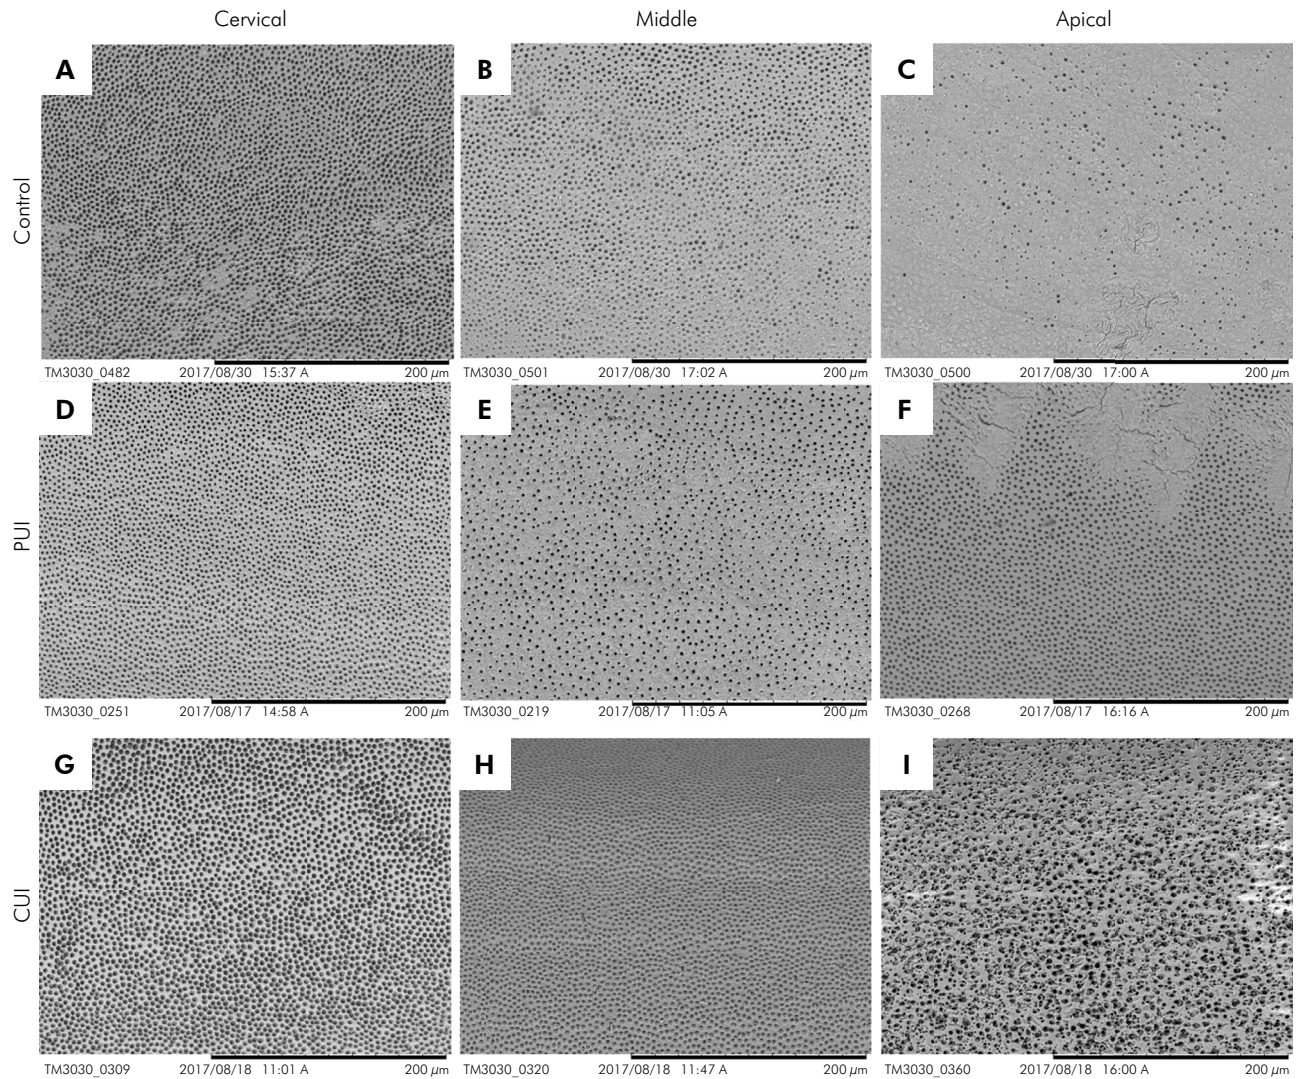 Cervical Middle Apical
Control
A B C
TM3030_0482 2017/08/30 15:37 A 200 µm TM3030_0501 2017/08/30 17:02 A 200 µm TM3030_0500 2017/08/30 17:00 A 200 µm
PUI
D E F
TM3030_0251 2017/08/17 14:58 A 200 µm TM3030_0219 2017/08/17 11:05 A 200 µm TM3030_0268 2017/08/17 16:16 A 200 µm
CUI
G H I
TM3030_0309 2017/08/18 11:01 A 200 µm TM3030_0320 2017/08/18 11:47 A 200 µm TM3030_0360 2017/08/18 16:00 A 200 µm